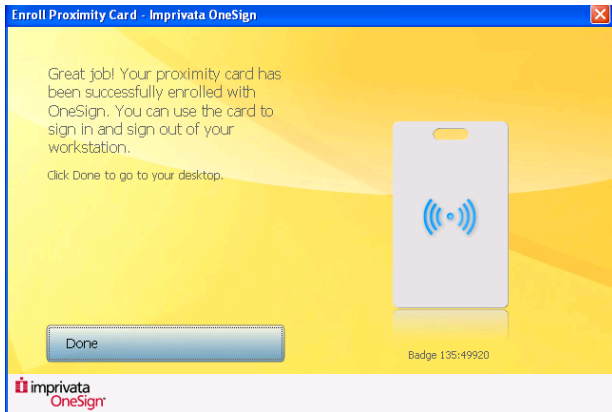 Enroll Proximity Card - Imprivata OneSign
Great job! Your proximity card has
been successfully enrolled with
OneSign. You can use the card to
sign in and sign out of your
workstation.
Click Done to go to your desktop.
Done
Badge 135:49920
imprivata
OneSign